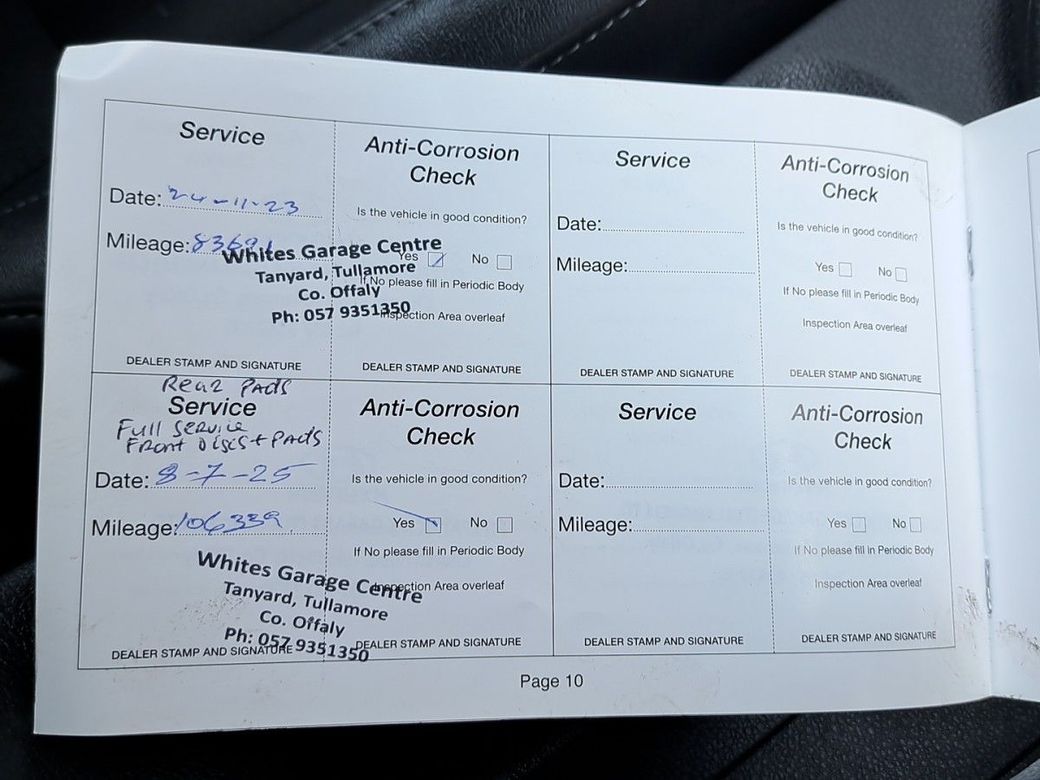 Service
Date: 24-11-23
Mileage: 83691
Whites Garage Centre
Tanyard, Tullamore
Co. Offaly
Ph: 057 9351350
DEALER STAMP AND SIGNATURE
Anti-Corrosion
Check
Is the vehicle in good condition?
Yes No
If No please fill in Periodic Body
Inspection Area overleaf
DEALER STAMP AND SIGNATURE
Service
Date:
Mileage:
DEALER STAMP AND SIGNATURE
Anti-Corrosion
Check
Is the vehicle in good condition?
Yes No
If No please fill in Periodic Body
Inspection Area overleaf
DEALER STAMP AND SIGNATURE
Rear PADS
Service
Full Service
FRONT DISCS + PADS
Date: 8-7-25
Mileage: 106339
Whites Garage Centre
Tanyard, Tullamore
Co. Offaly
Ph: 057 9351350
DEALER STAMP AND SIGNATURE
Anti-Corrosion
Check
Is the vehicle in good condition?
Yes No
If No please fill in Periodic Body
Inspection Area overleaf
DEALER STAMP AND SIGNATURE
Service
Date:
Mileage:
DEALER STAMP AND SIGNATURE
Anti-Corrosion
Check
Is the vehicle in good condition?
Yes No
If No please fill in Periodic Body
Inspection Area overleaf
DEALER STAMP AND SIGNATURE
Page 10